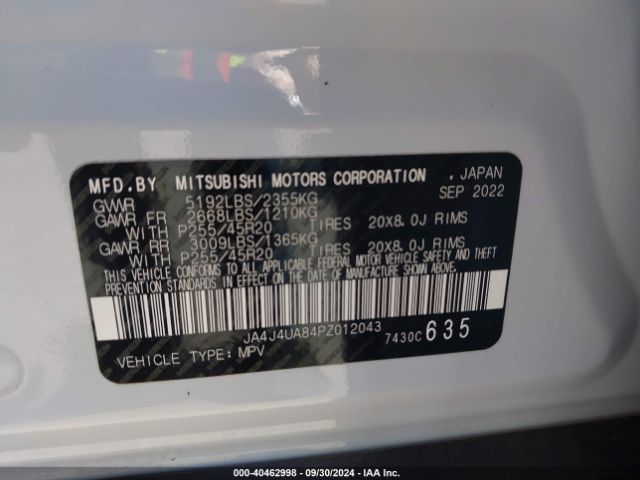 MFD.BY MITSUBISHI MOTORS CORPORATION , JAPAN
GVWR 5192LBS/2355KG SEP 2022
GAWR FR 2668LBS/1210KG
WITH P255/45R20 TIRES 20X8.0J RIMS
GAWR RR 3009LBS/1365KG
WITH P255/45R20 TIRES 20X8.0J RIMS
THIS VEHICLE CONFORMS TO ALL APPLICABLE FEDERAL MOTOR VEHICLE SAFETY AND THEFT
PREVENTION STANDARDS IN EFFECT ON THE DATE OF MANUFACTURE SHOWN ABOVE.
JA4J4UA84PZ012043 7430C 635
VEHICLE TYPE: MPV
000-40462998 - 09/30/2024 - IAA Inc.